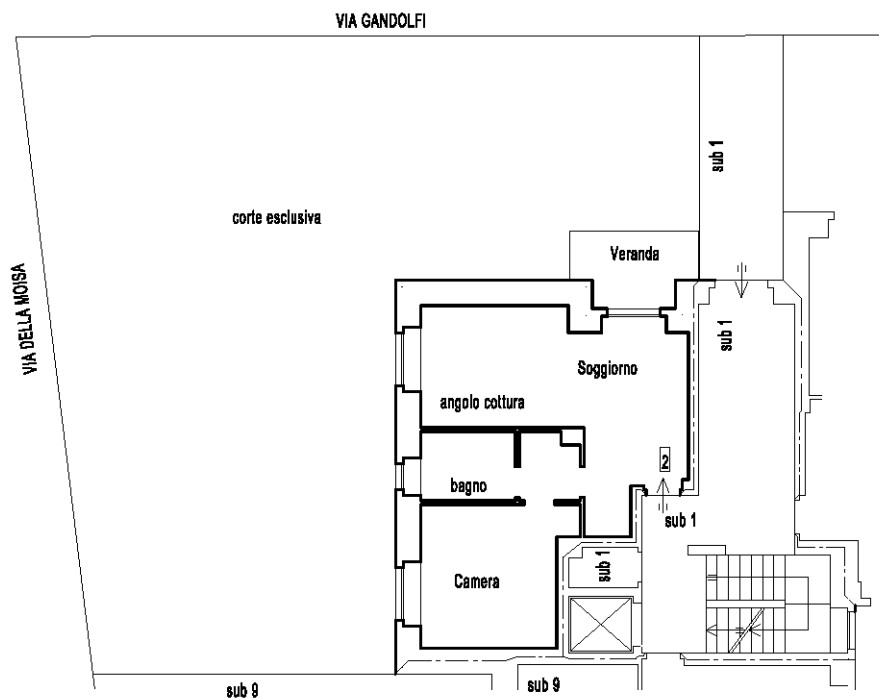 VIA GANDOLFI
sub 1
corte esclusiva
Veranda
VIA DELLA MOISA
sub 1
Soggiorno
angolo cottura
2
bagno
sub 1
sub 1
Camera
sub 9
sub 9